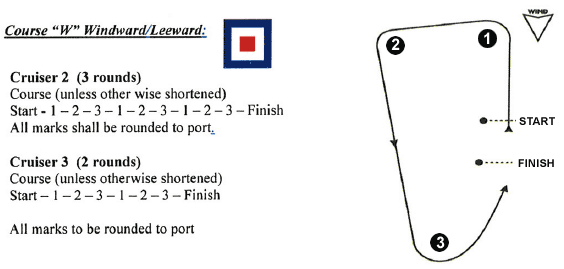 Course "W" Windward/Leeward:
Cruiser 2 (3 rounds)
Course (unless other wise shortened)
Start - 1 – 2 – 3 – 1 – 2 – 3 – 1 – 2 – 3 – Finish
All marks shall be rounded to port.
Cruiser 3 (2 rounds)
Course (unless otherwise shortened)
Start – 1 – 2 – 3 – 1 – 2 – 3 – Finish
All marks to be rounded to port
WIND
1
2
START
FINISH
3